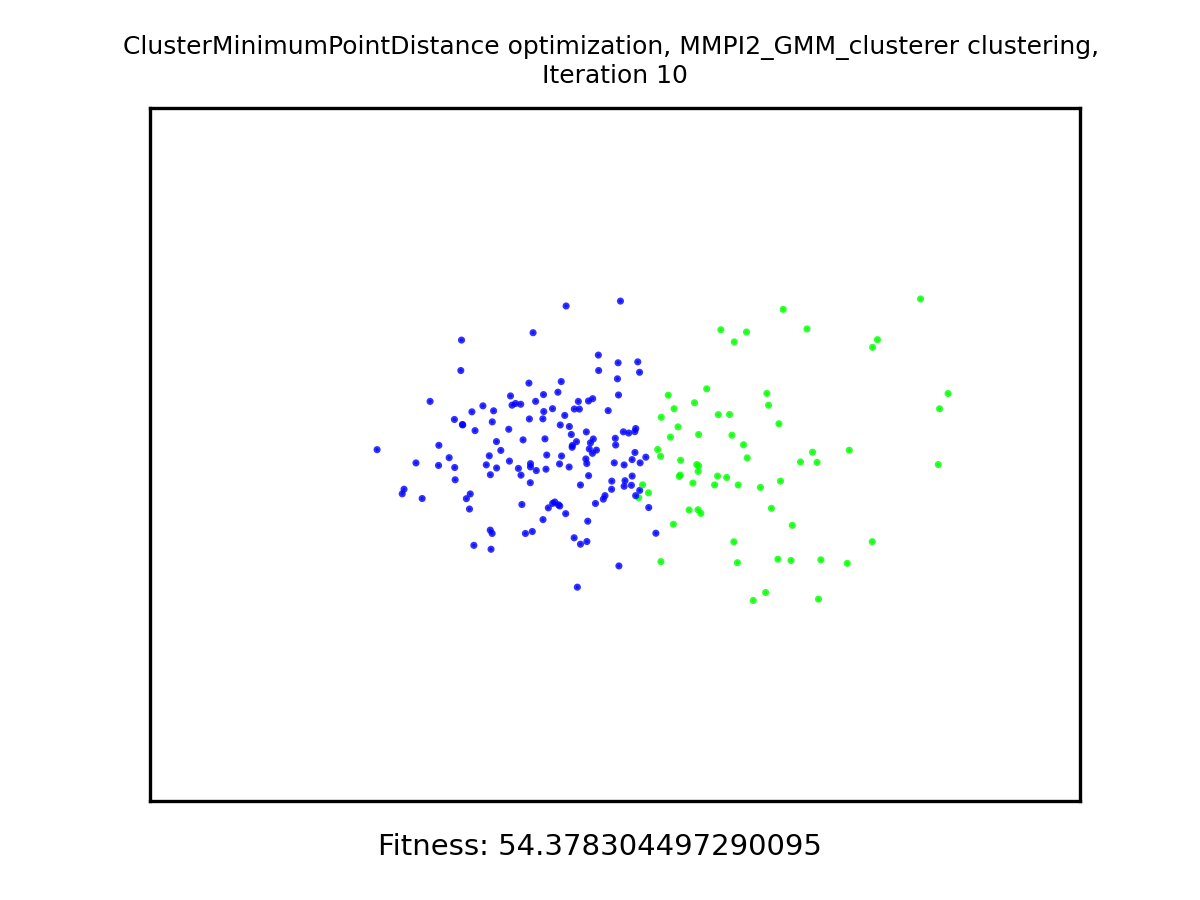 ClusterMinimumPointDistance optimization, MMPI2_GMM_clusterer clustering,
Iteration 10
Fitness: 54.378304497290095